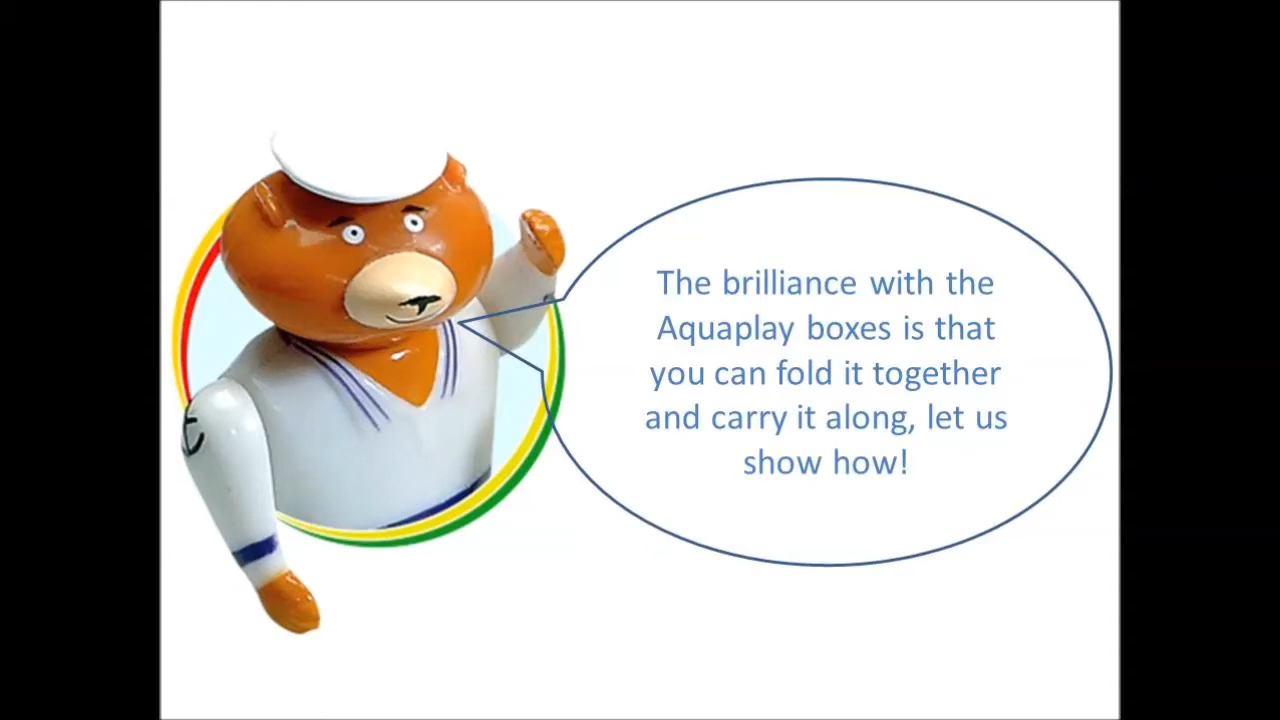 The brilliance with the
Aquaplay boxes is that
you can fold it together
and carry it along, let us
show how!